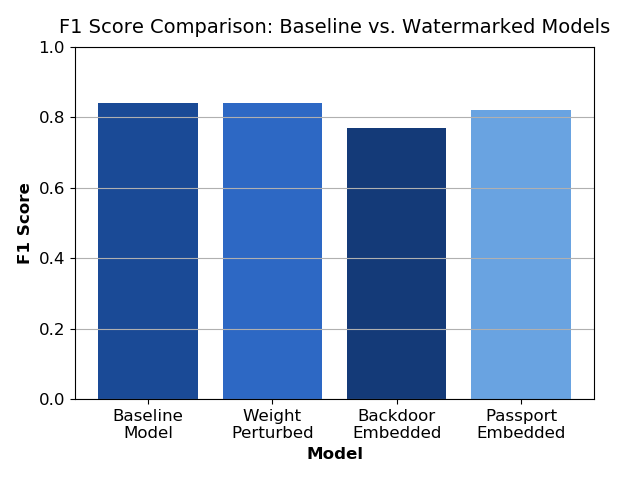 F1 Score Comparison: Baseline vs. Watermarked Models
1.0
0.8
0.6
0.4
0.2
0.0
F1 Score
Baseline
Model
Weight
Perturbed
Backdoor
Embedded
Passport
Embedded
Model